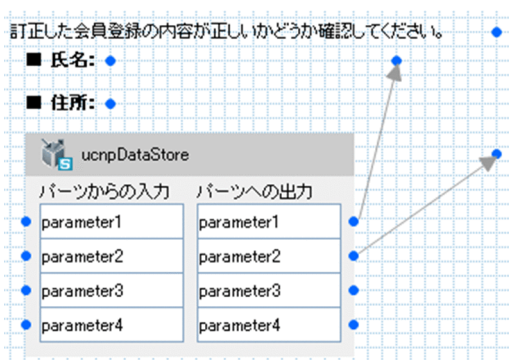 訂正した会員登録の内容が正しいかどうか確認してください。
■ 氏名:
■ 住所:
S ucnpDataStore
パーツからの入力 パーツへの出力
parameter1 parameter1
parameter2 parameter2
parameter3 parameter3
parameter4 parameter4